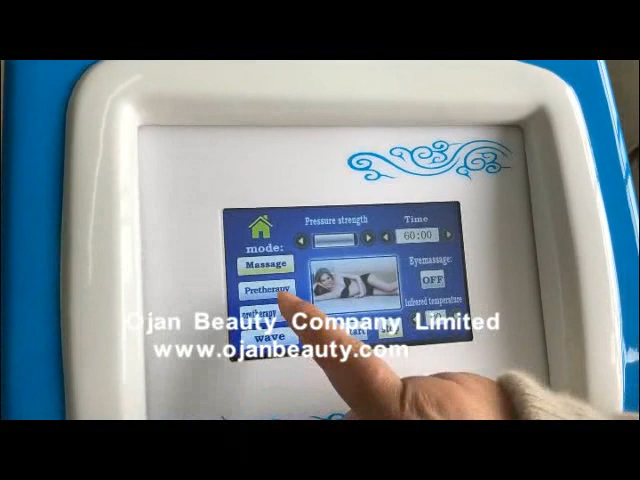 Pressure strength
Time
60:00
mode:
Massage
Eyemassage:
Pretherapy
OFF
Infrared temperature
pretherapy
Ojan Beauty Company Limited
wave
www.ojanbeauty.com